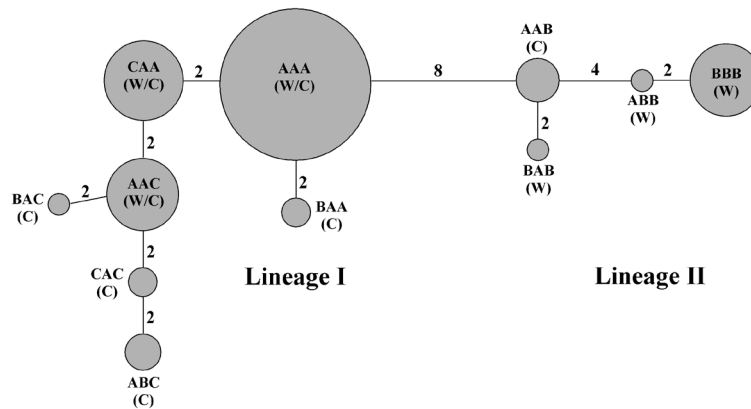 CAA
(W/C)
2
AAA
(W/C)
8
AAB
(C)
4
ABB
(W)
2
BBB
(W)
2
2
BAB
(W)
AAC
(W/C)
2
BAC
(C)
2
BAA
(C)
2
CAC
(C)
Lineage I
Lineage II
2
ABC
(C)